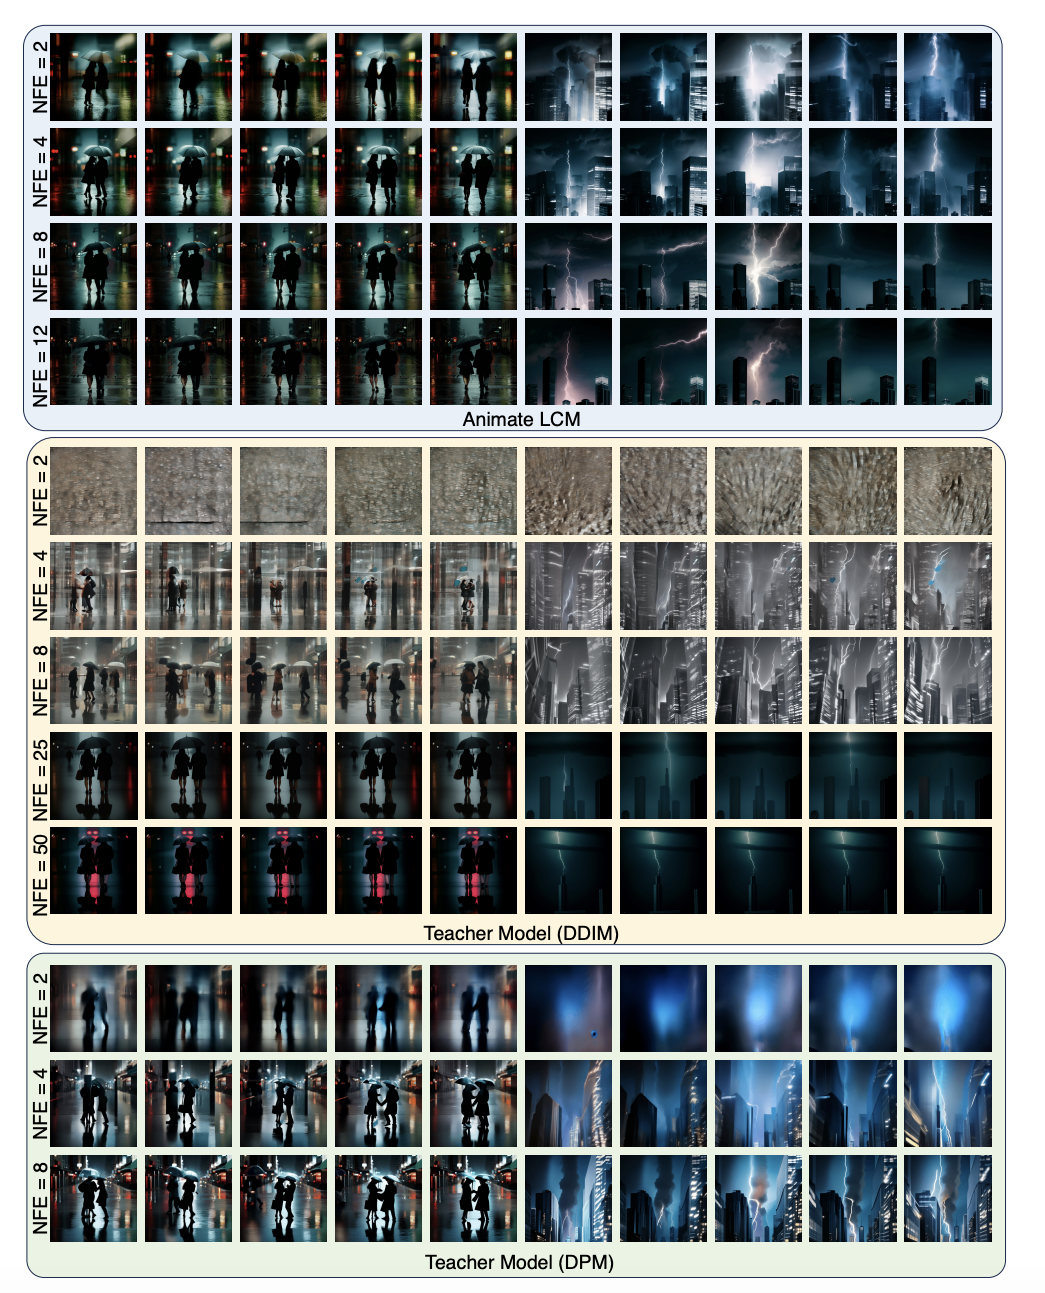 NFE = 2
NFE = 4
NFE = 8
NFE = 12
Animate LCM
NFE = 2
NFE = 4
NFE = 8
NFE = 25
NFE = 50
Teacher Model (DDIM)
NFE = 2
NFE = 4
NFE = 8
Teacher Model (DPM)